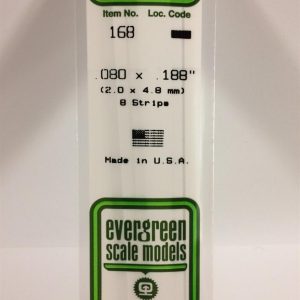 Item No. Loc. Code
168
.080 x .188"
(2.0 x 4.8 mm)
8 Strips
Made in U.S.A.
evergreen
scale models